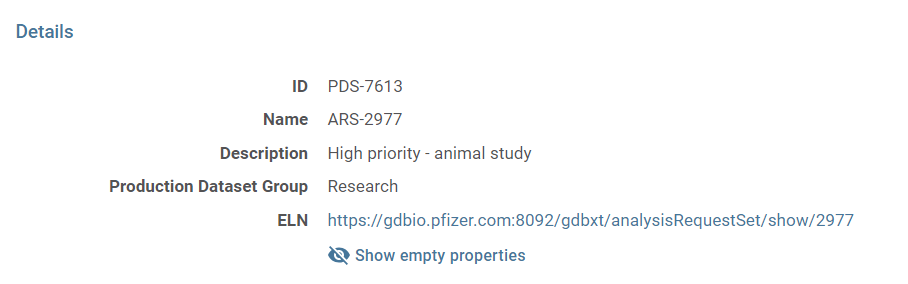 Details
ID PDS-7613
Name ARS-2977
Description High priority - animal study
Production Dataset Group Research
ELN https://gdbio.pfizer.com:8092/gdbxt/analysisRequestSet/show/2977
Show empty properties